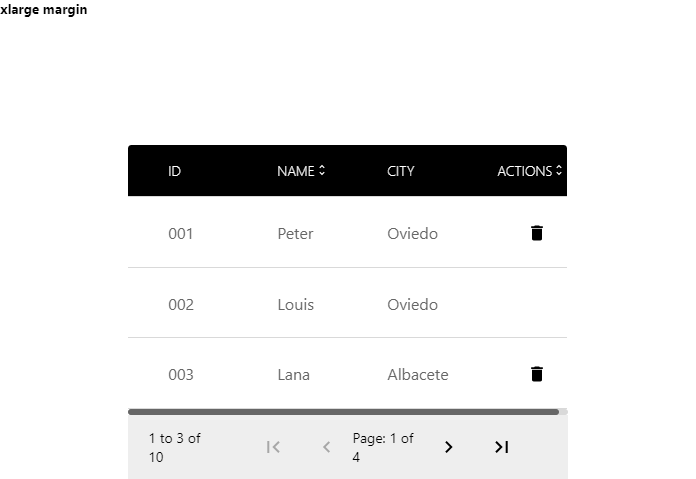 xlarge margin
ID NAME CITY ACTIONS
001 Peter Oviedo
002 Louis Oviedo
003 Lana Albacete
1 to 3 of
10
Page: 1 of
4